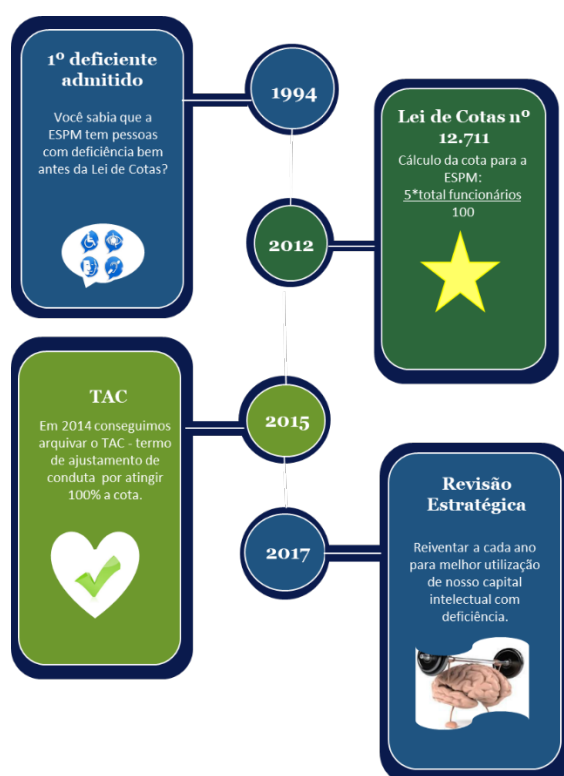 1º deficiente
admitido
Você sabia que a
ESPM tem pessoas
com deficiência bem
antes da Lei de Cotas?
1994
Lei de Cotas nº
12.711
Cálculo da cota para a
ESPM:
5*total funcionários
100
2012
TAC
Em 2014 conseguimos
arquivar o TAC - termo
de ajustamento de
conduta por atingir
100% a cota.
2015
Revisão
Estratégica
Reiventar a cada ano
para melhor utilização
de nosso capital
intelectual com
deficiência.
2017